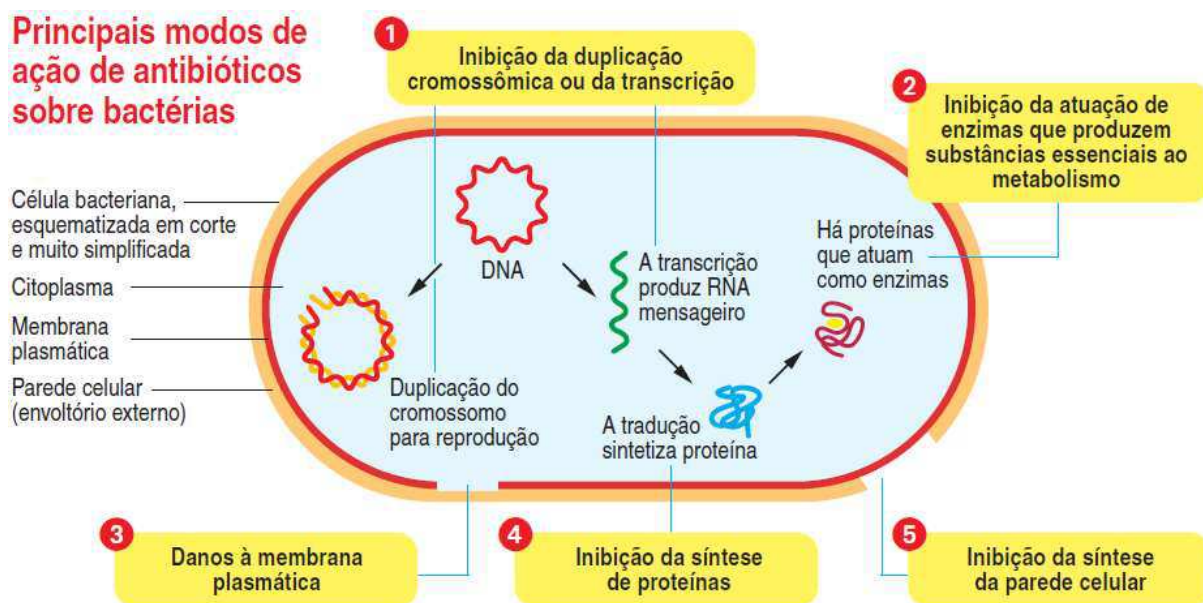 Principais modos de
ação de antibióticos
sobre bactérias
1
Inibição da duplicação
cromossômica ou da transcrição
2
Inibição da atuação de
enzimas que produzem
substâncias essenciais ao
metabolismo
Célula bacteriana,
esquematizada em corte
e muito simplificada
Citoplasma
Membrana
plasmática
Parede celular
(envoltório externo)
DNA
A transcrição
produz RNA
mensageiro
Há proteínas
que atuam
como enzimas
Duplicação do
cromossomo
para reprodução
A tradução
sintetiza proteína
3
Danos à membrana
plasmática
4
Inibição da síntese
de proteínas
5
Inibição da síntese
da parede celular